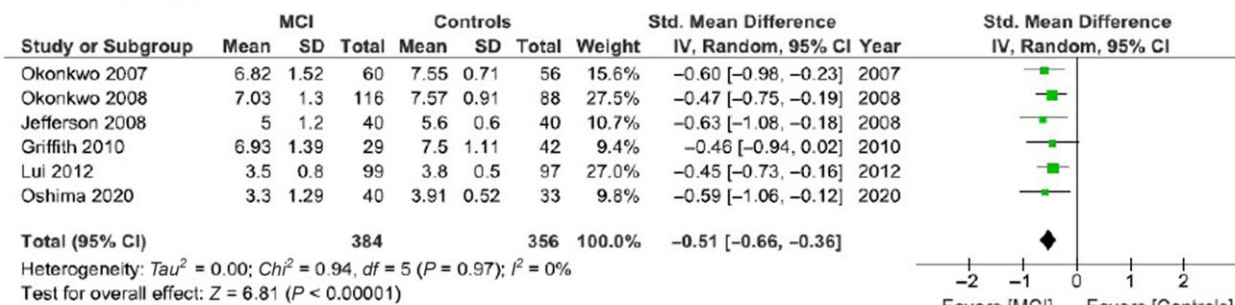 MCI Controls Std. Mean Difference Std. Mean Difference
Study or Subgroup Mean SD Total Mean SD Total Weight IV, Random, 95% CI Year IV, Random, 95% CI
Okonkwo 2007 6.82 1.52 60 7.55 0.71 56 15.6% −0.60 [−0.98, −0.23] 2007
Okonkwo 2008 7.03 1.3 116 7.57 0.91 88 27.5% −0.47 [−0.75, −0.19] 2008
Jefferson 2008 5 1.2 40 5.6 0.6 40 10.7% −0.63 [−1.08, −0.18] 2008
Griffith 2010 6.93 1.39 29 7.5 1.11 42 9.4% −0.46 [−0.94, 0.02] 2010
Lui 2012 3.5 0.8 99 3.8 0.5 97 27.0% −0.45 [−0.73, −0.16] 2012
Oshima 2020 3.3 1.29 40 3.91 0.52 33 9.8% −0.59 [−1.06, −0.12] 2020
Total (95% CI) 384 356 100.0% −0.51 [−0.66, −0.36]
Heterogeneity: Tau² = 0.00; Chi² = 0.94, df = 5 (P = 0.97); I² = 0%
Test for overall effect: Z = 6.81 (P < 0.00001)
−2 −1 0 1 2